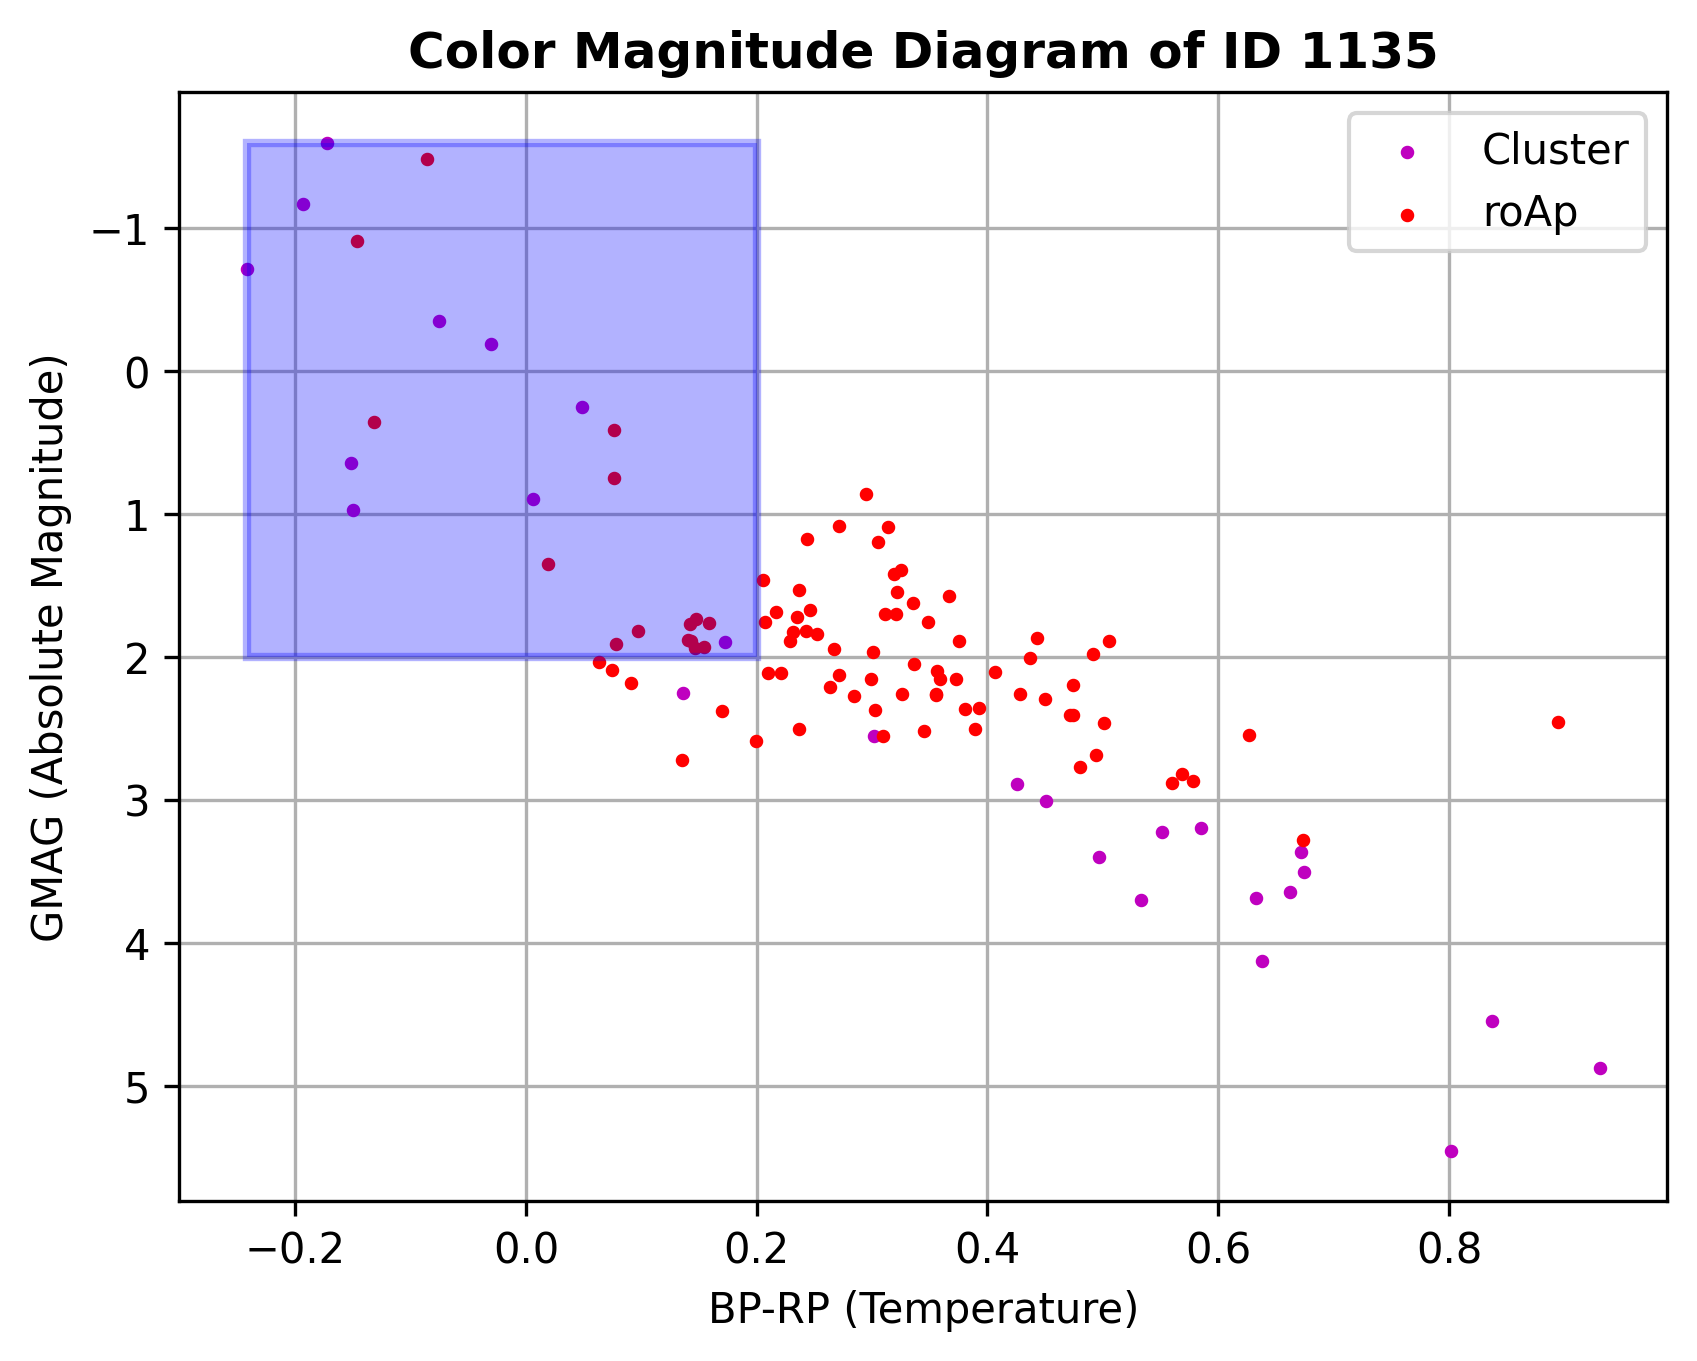 Color Magnitude Diagram of ID 1135
Cluster
roAp
GMAG (Absolute Magnitude)
−1
0
1
2
3
4
5
−0.2 0.0 0.2 0.4 0.6 0.8
BP-RP (Temperature)